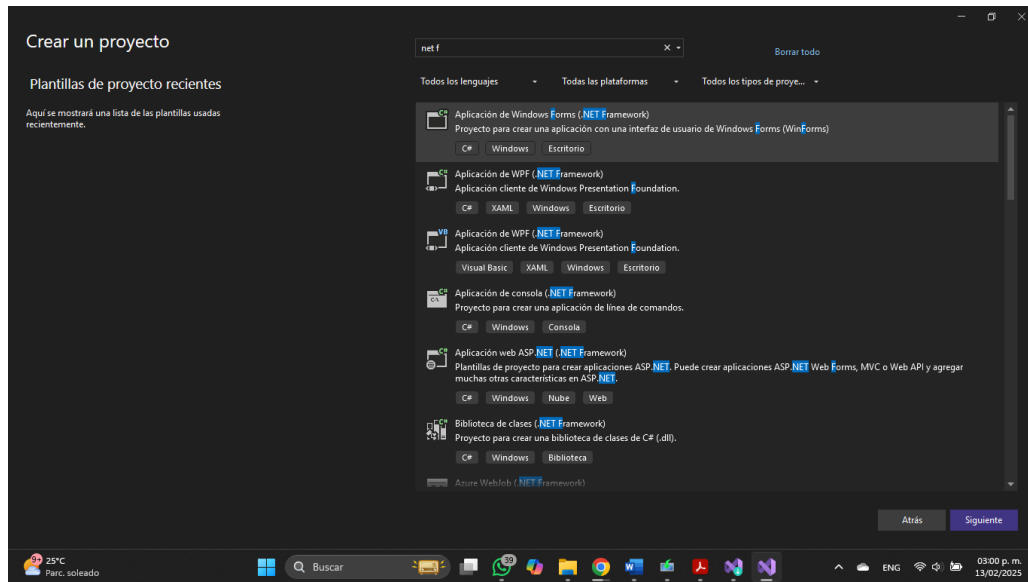 Crear un proyecto
net f
Borrar todo
Plantillas de proyecto recientes
Aquí se mostrará una lista de las plantillas usadas
recientemente.
Todos los lenguajes
Todas las plataformas
Todos los tipos de proye...
C#
Aplicación de Windows Forms (.NET Framework)
Proyecto para crear una aplicación con una interfaz de usuario de Windows Forms (WinForms)
C# Windows Escritorio
C#
Aplicación de WPF (.NET Framework)
Aplicación cliente de Windows Presentation Foundation.
C# XAML Windows Escritorio
VB
Aplicación de WPF (.NET Framework)
Aplicación cliente de Windows Presentation Foundation.
Visual Basic XAML Windows Escritorio
C#
Aplicación de consola (.NET Framework)
Proyecto para crear una aplicación de línea de comandos.
C# Windows Consola
C#
Aplicación web ASP.NET (.NET Framework)
Plantillas de proyecto para crear aplicaciones ASP.NET. Puede crear aplicaciones ASP.NET Web Forms, MVC o Web API y agregar
muchas otras características en ASP.NET.
C# Windows Nube Web
C#
Biblioteca de clases (.NET Framework)
Proyecto para crear una biblioteca de clases de C# (.dll).
C# Windows Biblioteca
Azure WebJob (.NET Framework)
Atrás
Siguiente
9+
25°C
Parc. soleado
Buscar
39
ENG
03:00 p. m.
13/02/2025